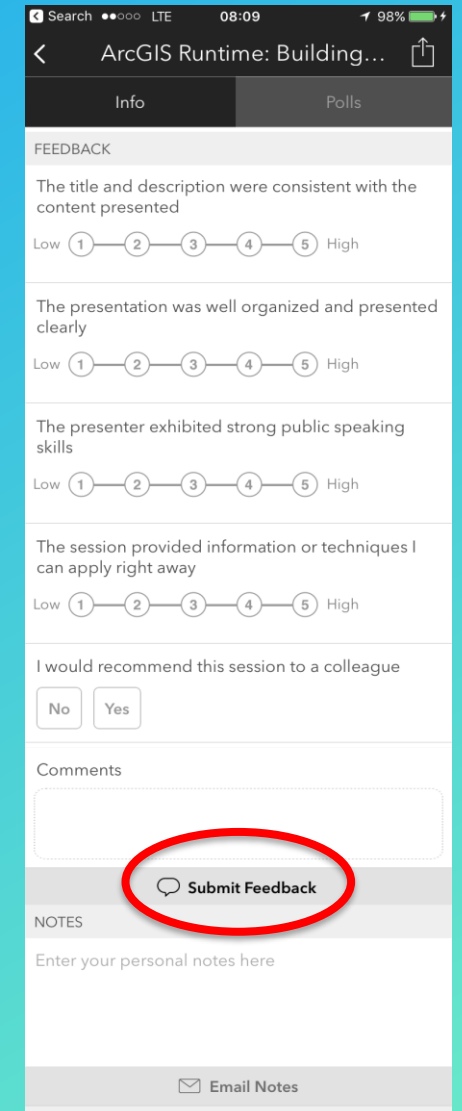 Search LTE 08:09 98%
ArcGIS Runtime: Building...
Info Polls
FEEDBACK
The title and description were consistent with the
content presented
Low 1 2 3 4 5 High
The presentation was well organized and presented
clearly
Low 1 2 3 4 5 High
The presenter exhibited strong public speaking
skills
Low 1 2 3 4 5 High
The session provided information or techniques I
can apply right away
Low 1 2 3 4 5 High
I would recommend this session to a colleague
No Yes
Comments
Submit Feedback
NOTES
Enter your personal notes here
Email Notes